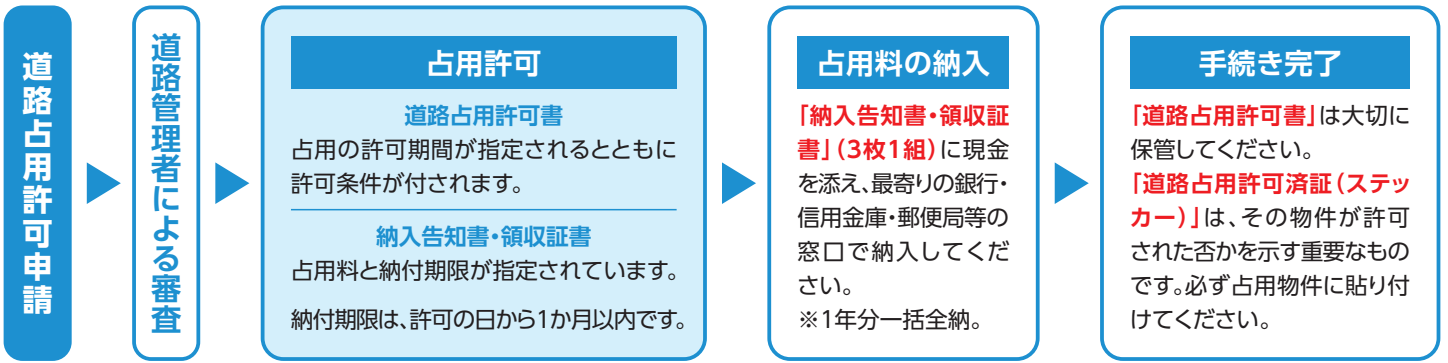 道路占用許可申請
道路管理者による審査
占用許可
道路占用許可書
占用の許可期間が指定されるとともに
許可条件が付されます。
納入告知書・領収証書
占用料と納付期限が指定されています。
納付期限は、許可の日から1か月以内です。
占用料の納入
「納入告知書・領収証
書」（3枚1組）に現金
を添え、最寄りの銀行・
信用金庫・郵便局等の
窓口で納入してくだ
さい。
※1年分一括全納。
手続き完了
「道路占用許可書」は大切に
保管してください。
「道路占用許可済証（ステッ
カー）」は、その物件が許可
された否かを示す重要なもの
です。必ず占用物件に貼り付
けてください。